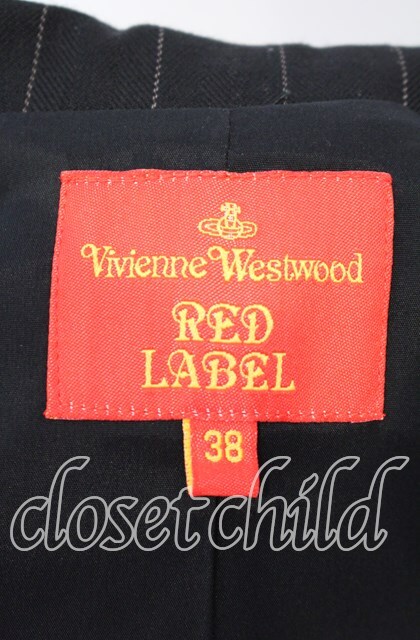 Vivienne Westwood
RED
LABEL
38
closet child